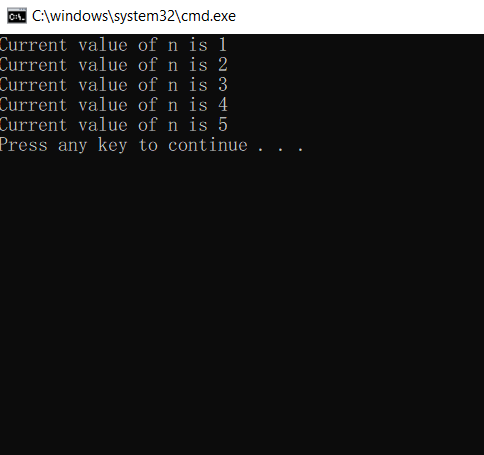 C:\windows\system32\cmd.exe
Current value of n is 1
Current value of n is 2
Current value of n is 3
Current value of n is 4
Current value of n is 5
Press any key to continue . . .